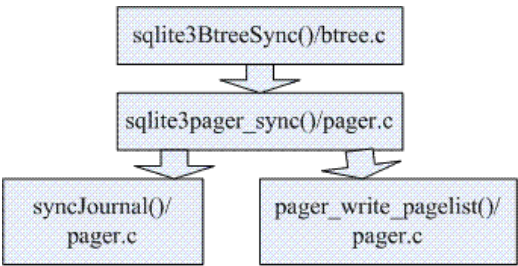 sqlite3BtreeSync()/btree.c
sqlite3pager_sync()/pager.c
syncJournal()/
pager.c
pager_write_pagelist()/
pager.c